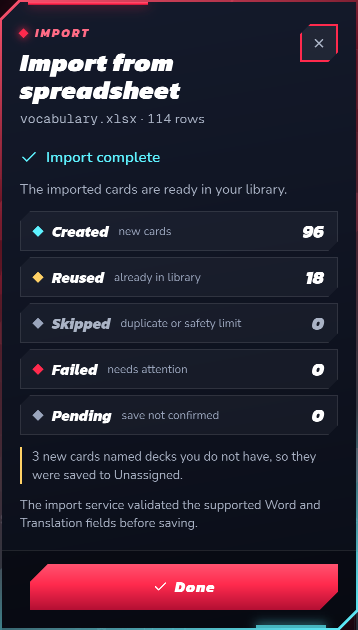 IMPORT
Import from
spreadsheet
vocabulary.xlsx · 114 rows
Import complete
The imported cards are ready in your library.
Created new cards 96
Reused already in library 18
Skipped duplicate or safety limit 0
Failed needs attention 0
Pending save not confirmed 0
3 new cards named decks you do not have, so they
were saved to Unassigned.
The import service validated the supported Word and
Translation fields before saving.
Done